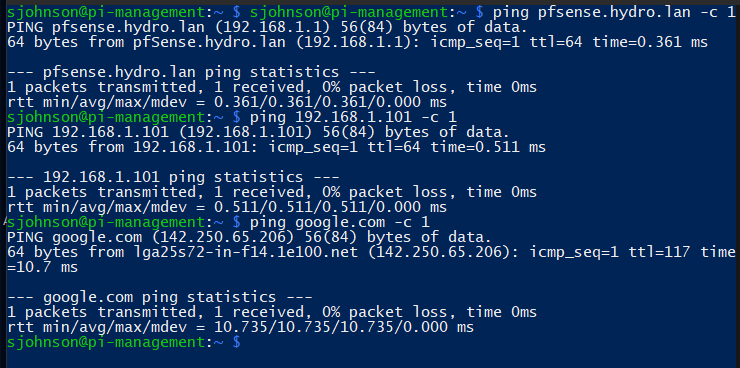 sjohnson@pi-management:~ $ sjohnson@pi-management:~ $ ping pfsense.hydro.lan -c 1
PING pfsense.hydro.lan (192.168.1.1) 56(84) bytes of data.
64 bytes from pfSense.hydro.lan (192.168.1.1): icmp_seq=1 ttl=64 time=0.361 ms

--- pfsense.hydro.lan ping statistics ---
1 packets transmitted, 1 received, 0% packet loss, time 0ms
rtt min/avg/max/mdev = 0.361/0.361/0.361/0.000 ms
sjohnson@pi-management:~ $ ping 192.168.1.101 -c 1
PING 192.168.1.101 (192.168.1.101) 56(84) bytes of data.
64 bytes from 192.168.1.101: icmp_seq=1 ttl=64 time=0.511 ms

--- 192.168.1.101 ping statistics ---
1 packets transmitted, 1 received, 0% packet loss, time 0ms
rtt min/avg/max/mdev = 0.511/0.511/0.511/0.000 ms
sjohnson@pi-management:~ $ ping google.com -c 1
PING google.com (142.250.65.206) 56(84) bytes of data.
64 bytes from lga25s72-in-f14.1e100.net (142.250.65.206): icmp_seq=1 ttl=117 time
=10.7 ms

--- google.com ping statistics ---
1 packets transmitted, 1 received, 0% packet loss, time 0ms
rtt min/avg/max/mdev = 10.735/10.735/10.735/0.000 ms
sjohnson@pi-management:~ $